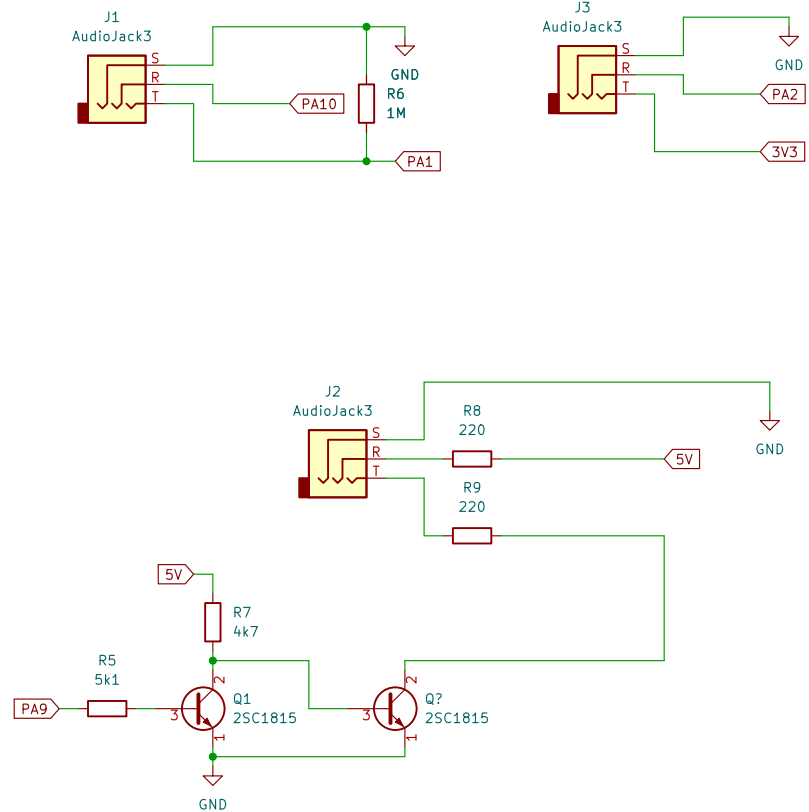 J1
AudioJack3
S
R
T
PA10
GND
R6
1M
PA1
J3
AudioJack3
S
R
T
GND
PA2
3V3
J2
AudioJack3
S
R
T
R8
220
5V
GND
R9
220
5V
R7
4k7
R5
5k1
PA9
3
2
1
Q1
2SC1815
3
2
1
Q?
2SC1815
GND